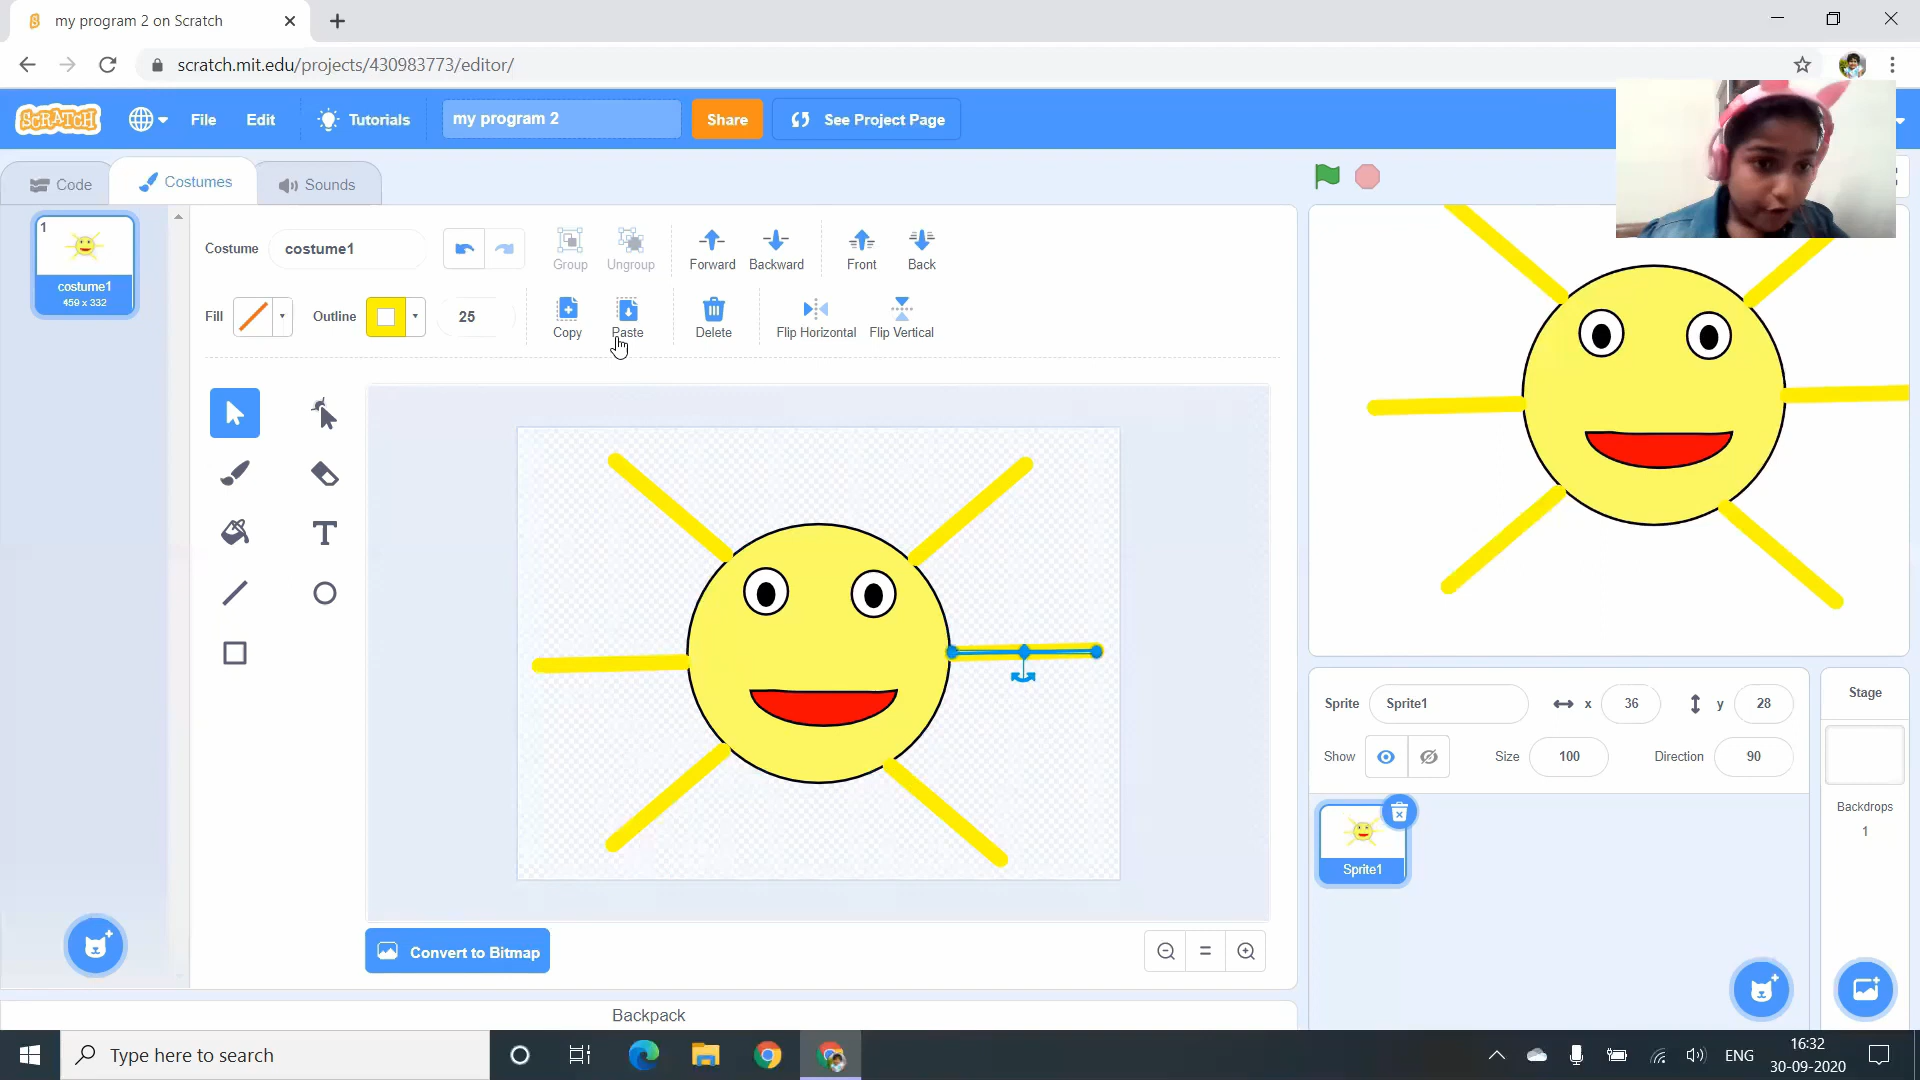 my program 2 on Scratch
scratch.mit.edu/projects/430983773/editor/
SCRATCH
File
Edit
Tutorials
my program 2
Share
See Project Page
Code
Costumes
Sounds
1
costume1
459 x 332
Costume
costume1
Group
Ungroup
Forward
Backward
Front
Back
Fill
Outline
25
Copy
Paste
Delete
Flip Horizontal
Flip Vertical
T
Convert to Bitmap
Backpack
Sprite
Sprite1
x
36
y
28
Show
Size
100
Direction
90
Sprite1
Stage
Backdrops
1
Type here to search
ENG
16:32
30-09-2020